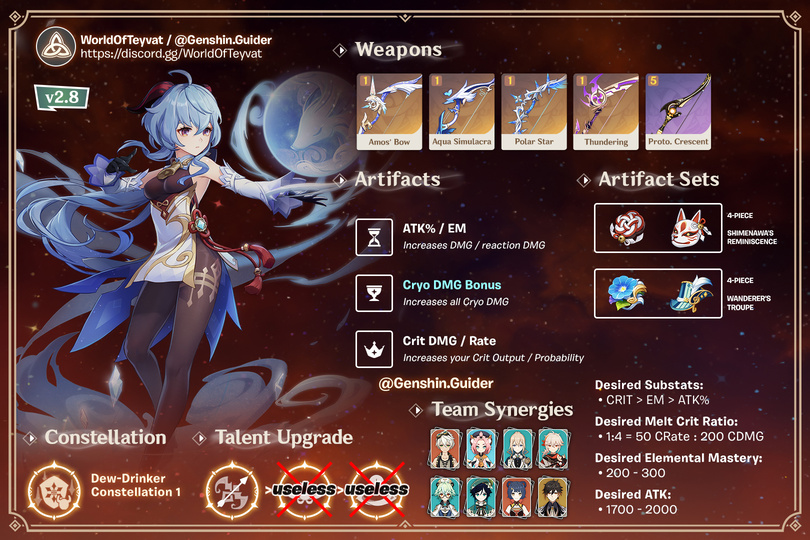 WorldOfTeyvat / @Genshin.Guider
https://discord.gg/WorldOfTeyvat
v2.8
Weapons
1
1
1
1
5
Amos' Bow
Aqua Simulacra
Polar Star
Thundering
Proto. Crescent
Artifacts
ATK% / EM
Increases DMG / reaction DMG
Cryo DMG Bonus
Increases all Cryo DMG
Crit DMG / Rate
Increases your Crit Output / Probability
@Genshin.Guider
Artifact Sets
4-PIECE
SHIMENAWA'S
REMINISCENCE
4-PIECE
WANDERER'S
TROUPE
Constellation
Dew-Drinker
Constellation 1
Talent Upgrade
> useless > useless
Team Synergies
Desired Substats:
• CRIT > EM > ATK%
Desired Melt Crit Ratio:
• 1:4 = 50 CRate : 200 CDMG
Desired Elemental Mastery:
• 200 - 300
Desired ATK:
• 1700 - 2000